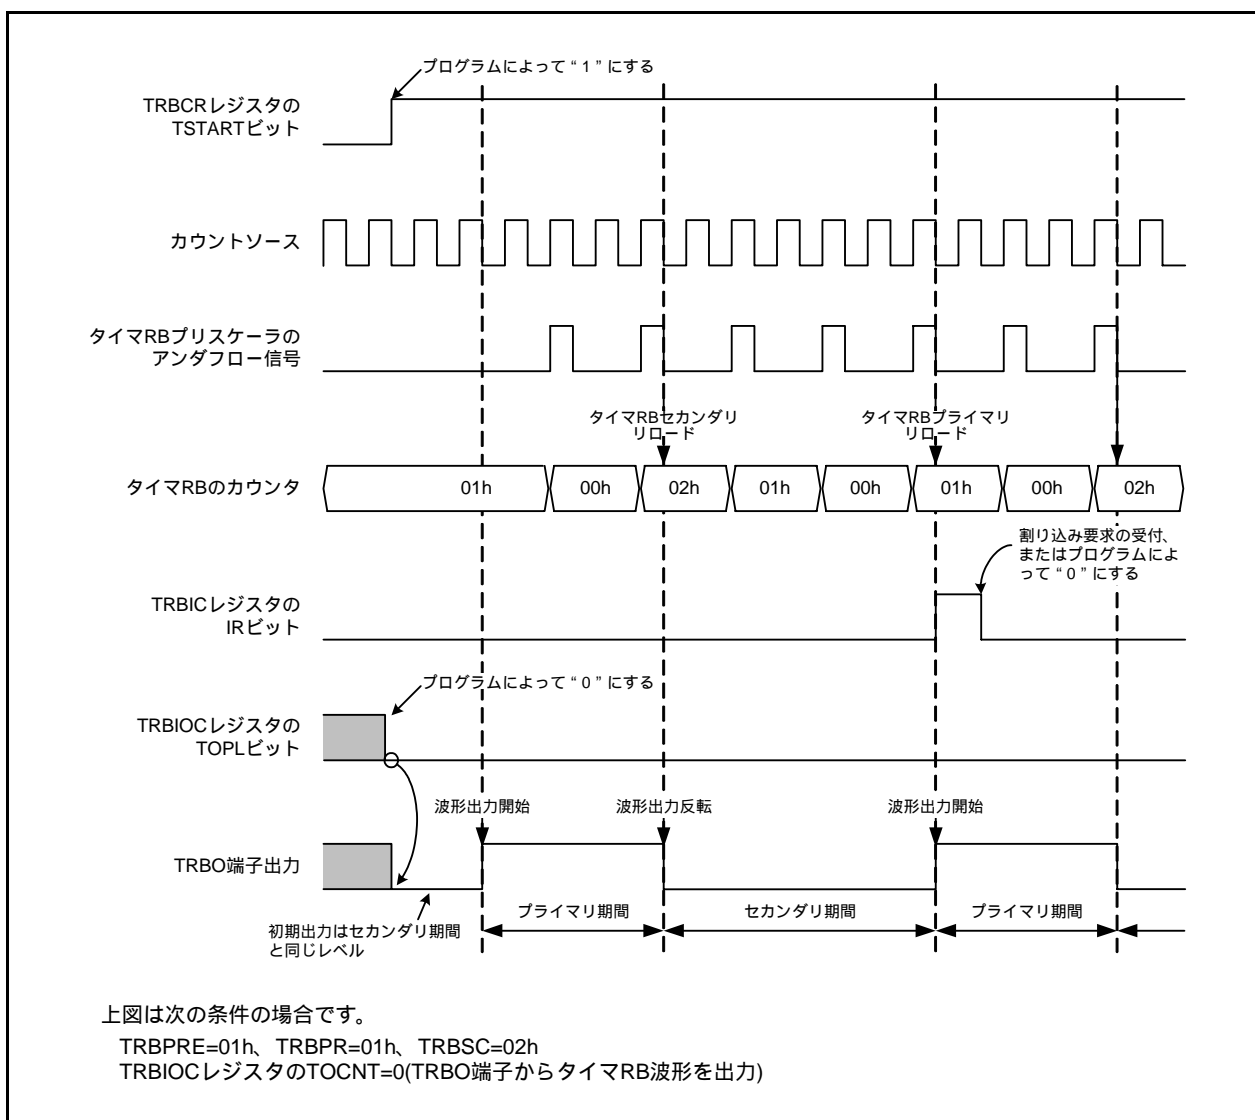 プログラムによって“1”にする
TRBCRレジスタの
TSTARTビット
カウントソース
タイマRBプリスケーラの
アンダフロー信号
タイマRBセカンダリ
リロード
タイマRBプライマリ
リロード
タイマRBのカウンタ
01h
00h
02h
01h
00h
01h
00h
02h
割り込み要求の受付、
またはプログラムによ
って“0”にする
TRBICレジスタの
IRビット
プログラムによって“0”にする
TRBIOCレジスタの
TOPLビット
波形出力開始
波形出力反転
波形出力開始
TRBO端子出力
プライマリ期間
セカンダリ期間
プライマリ期間
初期出力はセカンダリ期間
と同じレベル
上図は次の条件の場合です。
TRBPRE=01h、TRBPR=01h、TRBSC=02h
TRBIOCレジスタのTOCNT=0(TRBO端子からタイマRB波形を出力)